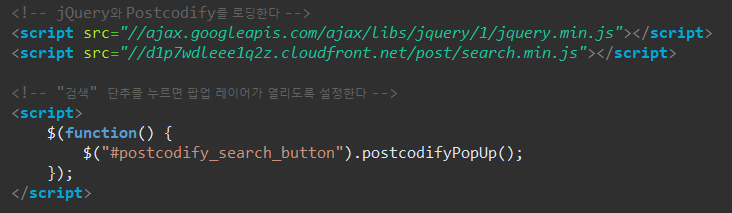 <!-- jQuery와 Postcodify를 로딩한다 -->
<script src="//ajax.googleapis.com/ajax/libs/jquery/1/jquery.min.js"></script>
<script src="//d1p7wdleee1q2z.cloudfront.net/post/search.min.js"></script>
<!-- "검색" 단추를 누르면 팝업 레이어가 열리도록 설정한다 -->
<script>
$(function() {
$("#postcodify_search_button").postcodifyPopUp();
});
</script>